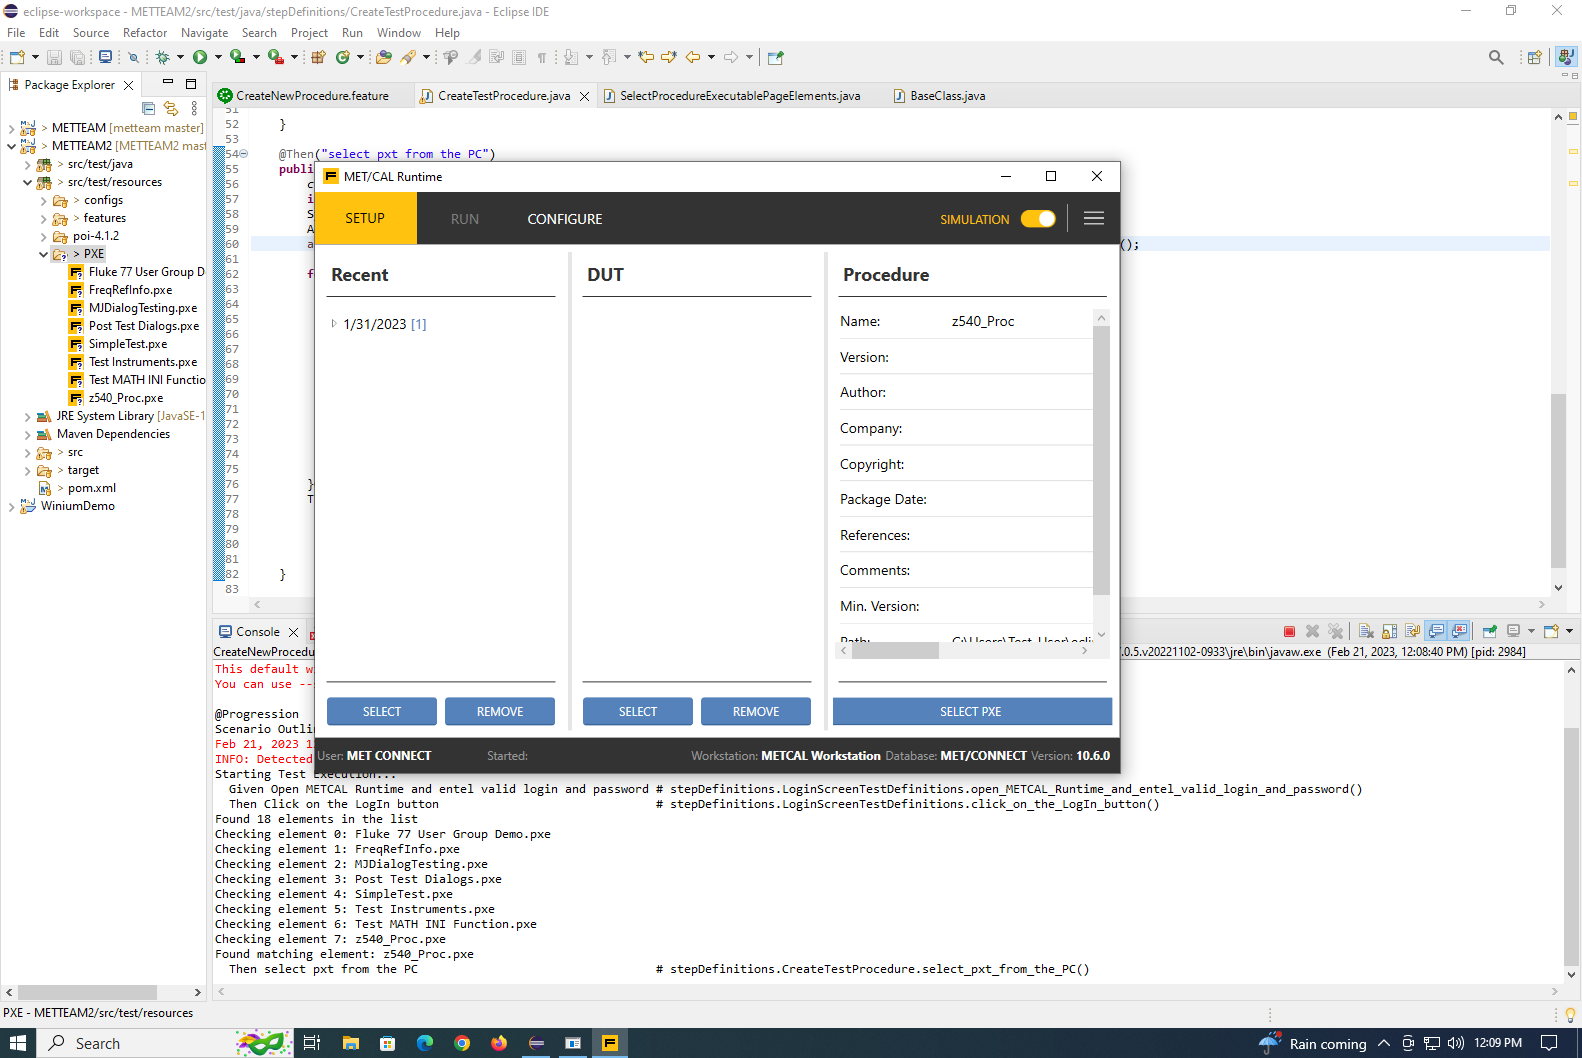 eclipse-workspace - METTEAM2/src/test/java/stepDefinitions/CreateTestProcedure.java - Eclipse IDE
File Edit Source Refactor Navigate Search Project Run Window Help
Package Explorer
CreateNewProcedure.feature
CreateTestProcedure.java
SelectProcedureExecutablePageElements.java
BaseClass.java
> METTEAM [metteam master]
> METTEAM2 [METTEAM2 mast
> src/test/java
> src/test/resources
> configs
> features
poi-4.1.2
> PXE
Fluke 77 User Group D
FreqRefInfo.pxe
MJDialogTesting.pxe
Post Test Dialogs.pxe
SimpleTest.pxe
Test Instruments.pxe
Test MATH INI Functio
z540_Proc.pxe
JRE System Library [JavaSE-1
Maven Dependencies
> src
> target
> pom.xml
WiniumDemo
51
52 }
53
54 @Then("select pxt from the PC")
55 publi
56 c
57 i
58 S
59 A
60 a ();
61
62 f
63
64
65
66
67
68
69
70
71
72
73
74
75
76 }
77 T
78
79
80
81
82 }
83
MET/CAL Runtime
SETUP RUN CONFIGURE SIMULATION
Recent
1/31/2023 [1]
SELECT REMOVE
DUT
SELECT REMOVE
Procedure
Name: z540_Proc
Version:
Author:
Company:
Copyright:
Package Date:
References:
Comments:
Min. Version:
Path: C:\Users\Test_User\ecli
SELECT PXE
User: MET CONNECT Started: Workstation: METCAL Workstation Database: MET/CONNECT Version: 10.6.0
Console
CreateNewProcedu .0.5.v20221102-0933\jre\bin\javaw.exe (Feb 21, 2023, 12:08:40 PM) [pid: 2984]
This default w
You can use --
@Progression
Scenario Outlin
Feb 21, 2023 1
INFO: Detected
Starting Test Execution...
Given Open METCAL Runtime and entel valid login and password # stepDefinitions.LoginScreenTestDefinitions.open_METCAL_Runtime_and_entel_valid_login_and_password()
Then Click on the LogIn button # stepDefinitions.LoginScreenTestDefinitions.click_on_the_LogIn_button()
Found 18 elements in the list
Checking element 0: Fluke 77 User Group Demo.pxe
Checking element 1: FreqRefInfo.pxe
Checking element 2: MJDialogTesting.pxe
Checking element 3: Post Test Dialogs.pxe
Checking element 4: SimpleTest.pxe
Checking element 5: Test Instruments.pxe
Checking element 6: Test MATH INI Function.pxe
Checking element 7: z540_Proc.pxe
Found matching element: z540_Proc.pxe
Then select pxt from the PC # stepDefinitions.CreateTestProcedure.select_pxt_from_the_PC()
PXE - METTEAM2/src/test/resources
Search
Rain coming
12:09 PM